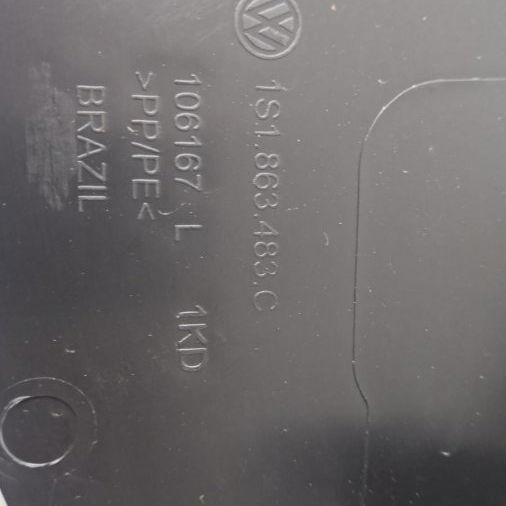 1S1.863.483.C
106167 L 1KD
>PP/PE<
BRAZIL